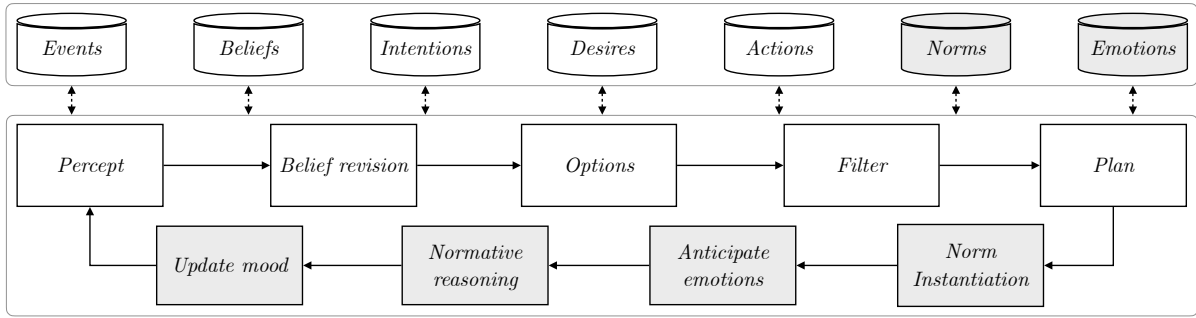 Events
Beliefs
Intentions
Desires
Actions
Norms
Emotions
Percept
Belief revision
Options
Filter
Plan
Update mood
Normative
reasoning
Anticipate
emotions
Norm
Instantiation